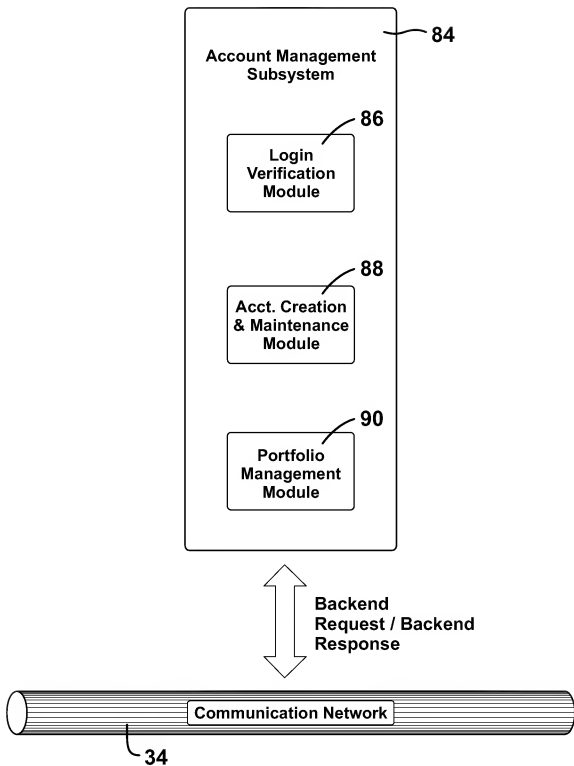 84
Account Management
Subsystem
86
Login
Verification
Module
88
Acct. Creation
& Maintenance
Module
90
Portfolio
Management
Module
Backend
Request / Backend
Response
Communication Network
34